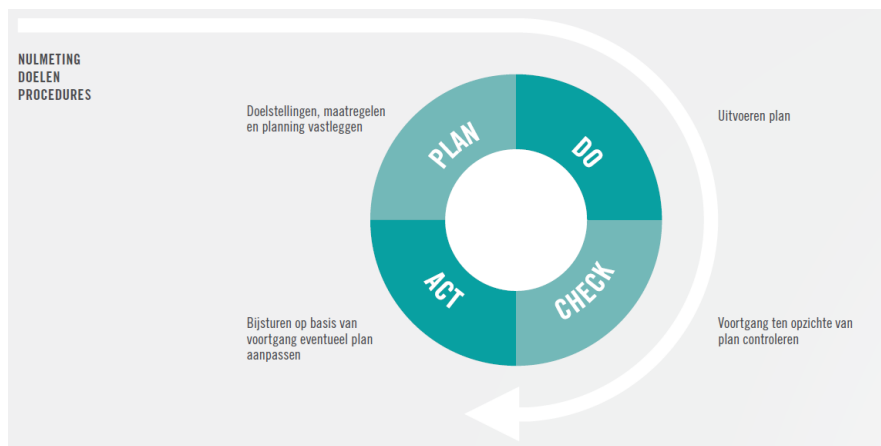 NULMETING
DOELEN
PROCEDURES
Doelstellingen, maatregelen
en planning vastleggen
PLAN
DO
Uitvoeren plan
ACT
CHECK
Bijsturen op basis van
voortgang eventueel plan
aanpassen
Voortgang ten opzichte van
plan controleren